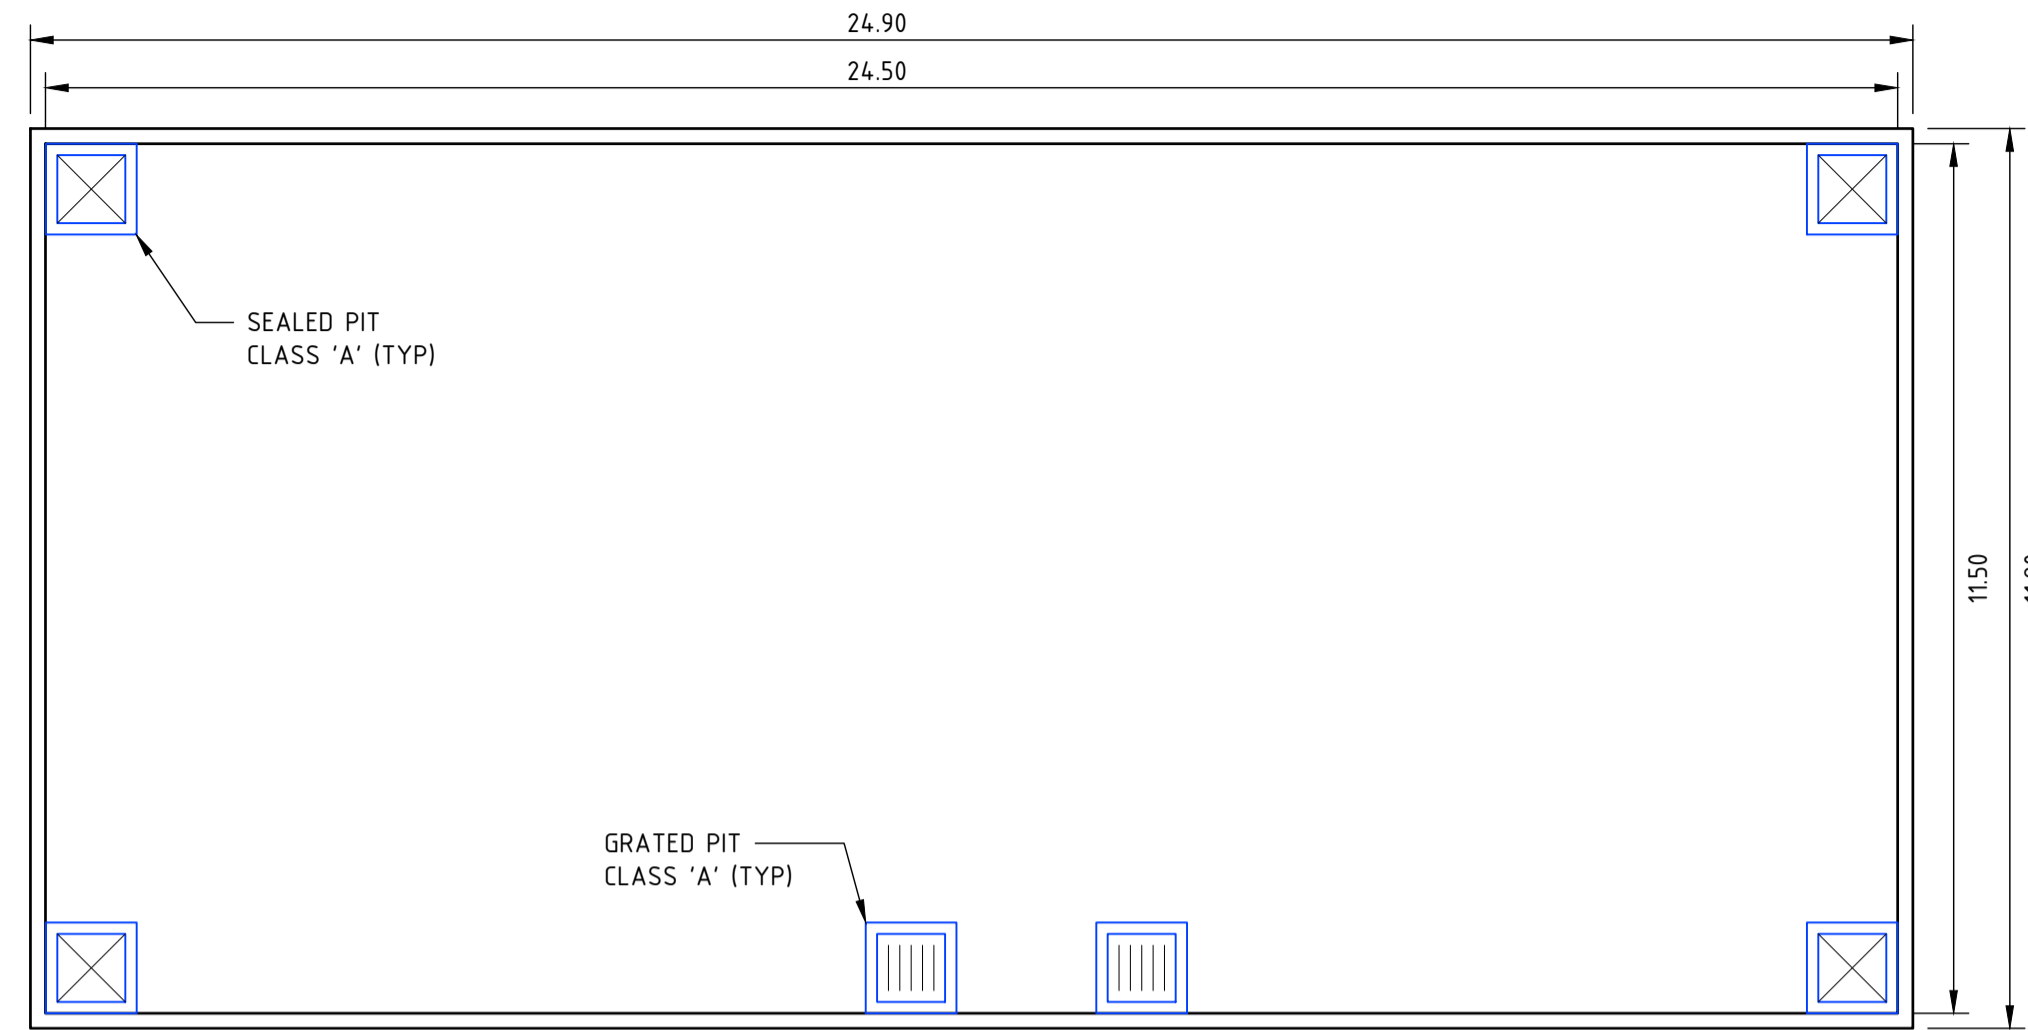 24.90
24.50
SEALED PIT
CLASS 'A' (TYP)
11.50
GRATED PIT
CLASS 'A' (TYP)